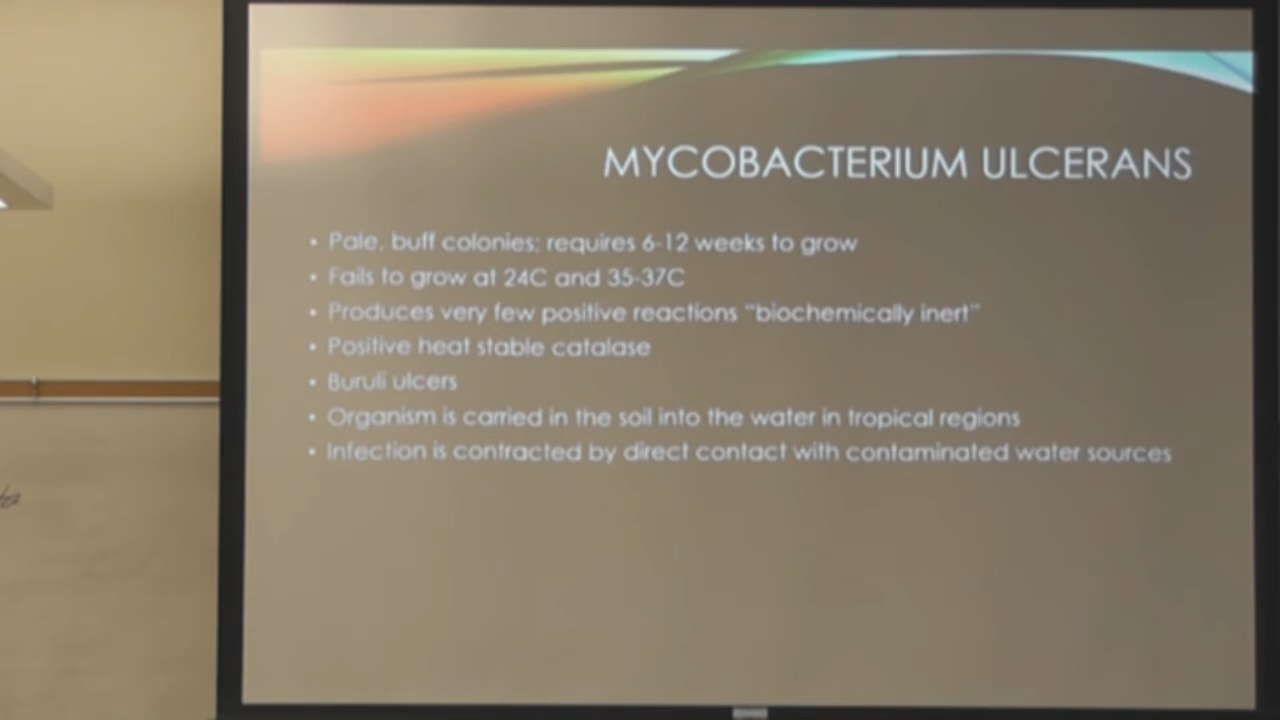 MYCOBACTERIUM ULCERANS
• Pale, buff colonies; requires 6-12 weeks to grow
• Fails to grow at 24C and 35-37C
• Produces very few positive reactions "biochemically inert"
• Positive heat stable catalase
• Buruli ulcers
• Organism is carried in the soil into the water in tropical regions
• Infection is contracted by direct contact with contaminated water sources